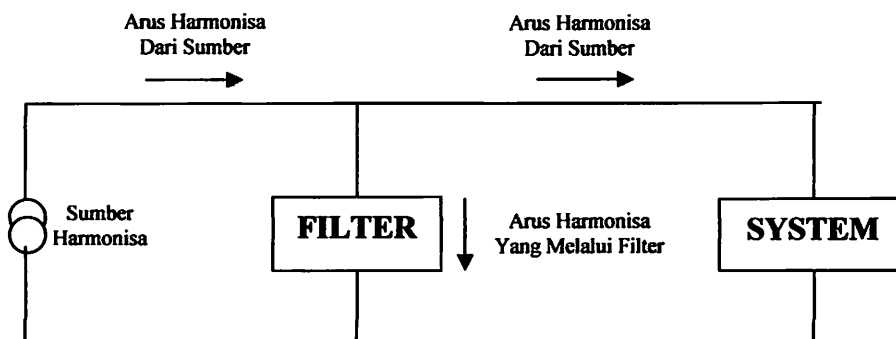 Arus Harmonisa
Dari Sumber
Arus Harmonisa
Dari Sumber
Sumber
Harmonisa
FILTER
Arus Harmonisa
Yang Melalui Filter
SYSTEM